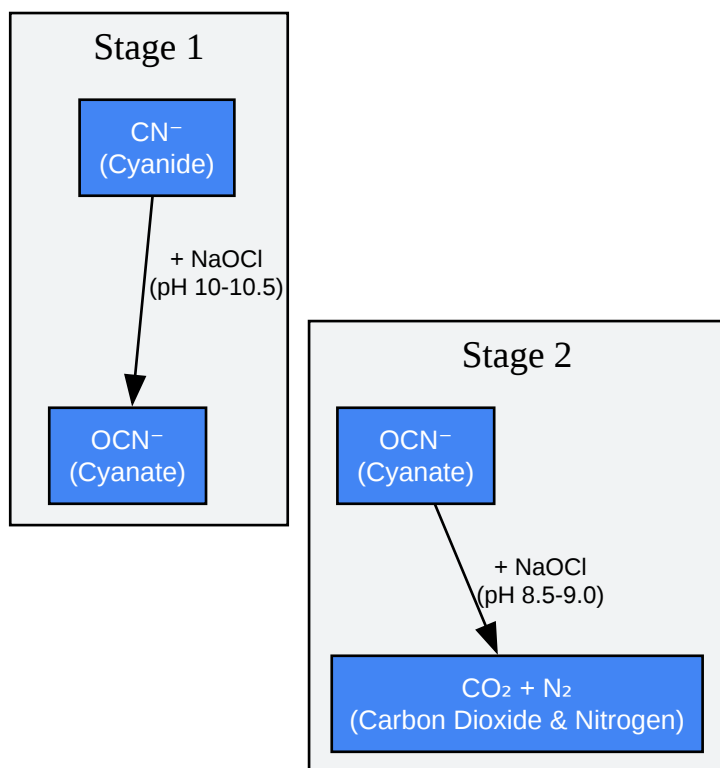 Stage 1
CN⁻
(Cyanide)
+ NaOCl
(pH 10-10.5)
OCN⁻
(Cyanate)
Stage 2
OCN⁻
(Cyanate)
+ NaOCl
(pH 8.5-9.0)
CO₂ + N₂
(Carbon Dioxide & Nitrogen)